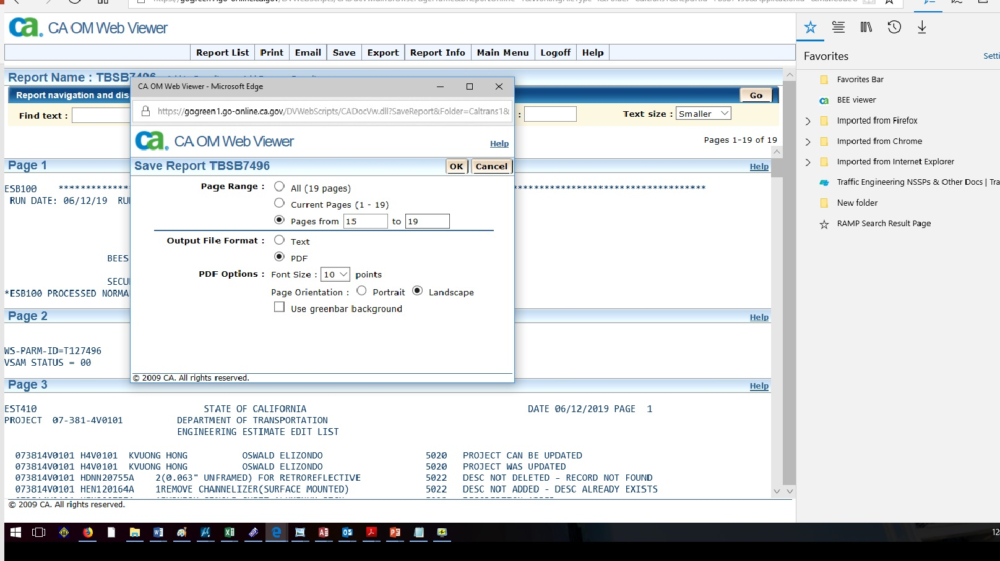 CA OM Web Viewer
Report List Print Email Save Export Report Info Main Menu Logoff Help
Report Name : TBSB7496
Report navigation and dis
Go
Find text :
:
Text size : Smaller
Pages 1-19 of 19
Page 1
Help
ESB100 *************
****************************************************
RUN DATE: 06/12/19 RU
BEES
SECU
*ESB100 PROCESSED NORMA
Page 2
Help
WS-PARM-ID=T127496
VSAM STATUS = 00
Page 3
Help
EST410 STATE OF CALIFORNIA DATE 06/12/2019 PAGE 1
PROJECT 07-381-4V0101 DEPARTMENT OF TRANSPORTATION
ENGINEERING ESTIMATE EDIT LIST
073814V0101 H4V0101 KVUONG HONG OSWALD ELIZONDO 5020 PROJECT CAN BE UPDATED
073814V0101 H4V0101 KVUONG HONG OSWALD ELIZONDO 5020 PROJECT WAS UPDATED
073814V0101 HDNN20755A 2(0.063" UNFRAMED) FOR RETROREFLECTIVE 5022 DESC NOT DELETED - RECORD NOT FOUND
073814V0101 HEN120164A 1REMOVE CHANNELIZER(SURFACE MOUNTED) 5022 DESC NOT ADDED - DESC ALREADY EXISTS
© 2009 CA. All rights reserved.
CA OM Web Viewer - Microsoft Edge
https://gogreen1.go-online.ca.gov/DVWebScripts/CADocVw.dll?SaveReport&Folder=Caltrans1&
ca. CA OM Web Viewer
Help
Save Report TBSB7496
OK Cancel
Page Range : All (19 pages)
Current Pages (1 - 19)
Pages from 15 to 19
Output File Format : Text
PDF
PDF Options : Font Size : 10 points
Page Orientation : Portrait Landscape
Use greenbar background
© 2009 CA. All rights reserved.
Favorites
Setti
Favorites Bar
BEE viewer
Imported from Firefox
Imported from Chrome
Imported from Internet Explorer
Traffic Engineering NSSPs & Other Docs | Tra
New folder
RAMP Search Result Page
12